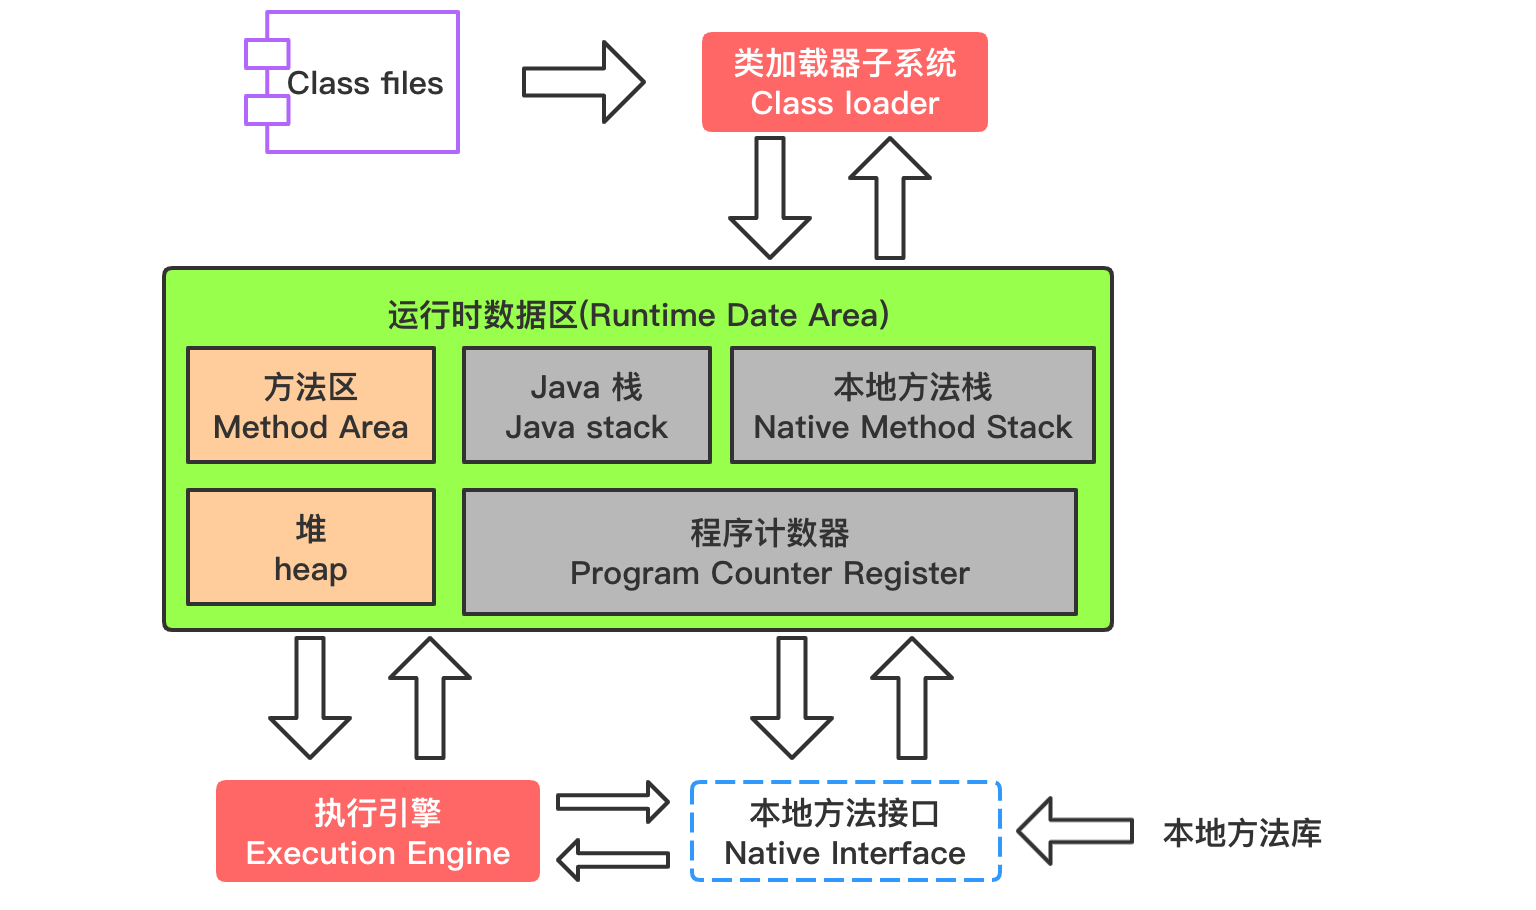 Class files
类加载器子系统
Class loader
运行时数据区(Runtime Date Area)
方法区
Method Area
Java 栈
Java stack
本地方法栈
Native Method Stack
堆
heap
程序计数器
Program Counter Register
执行引擎
Execution Engine
本地方法接口
Native Interface
本地方法库